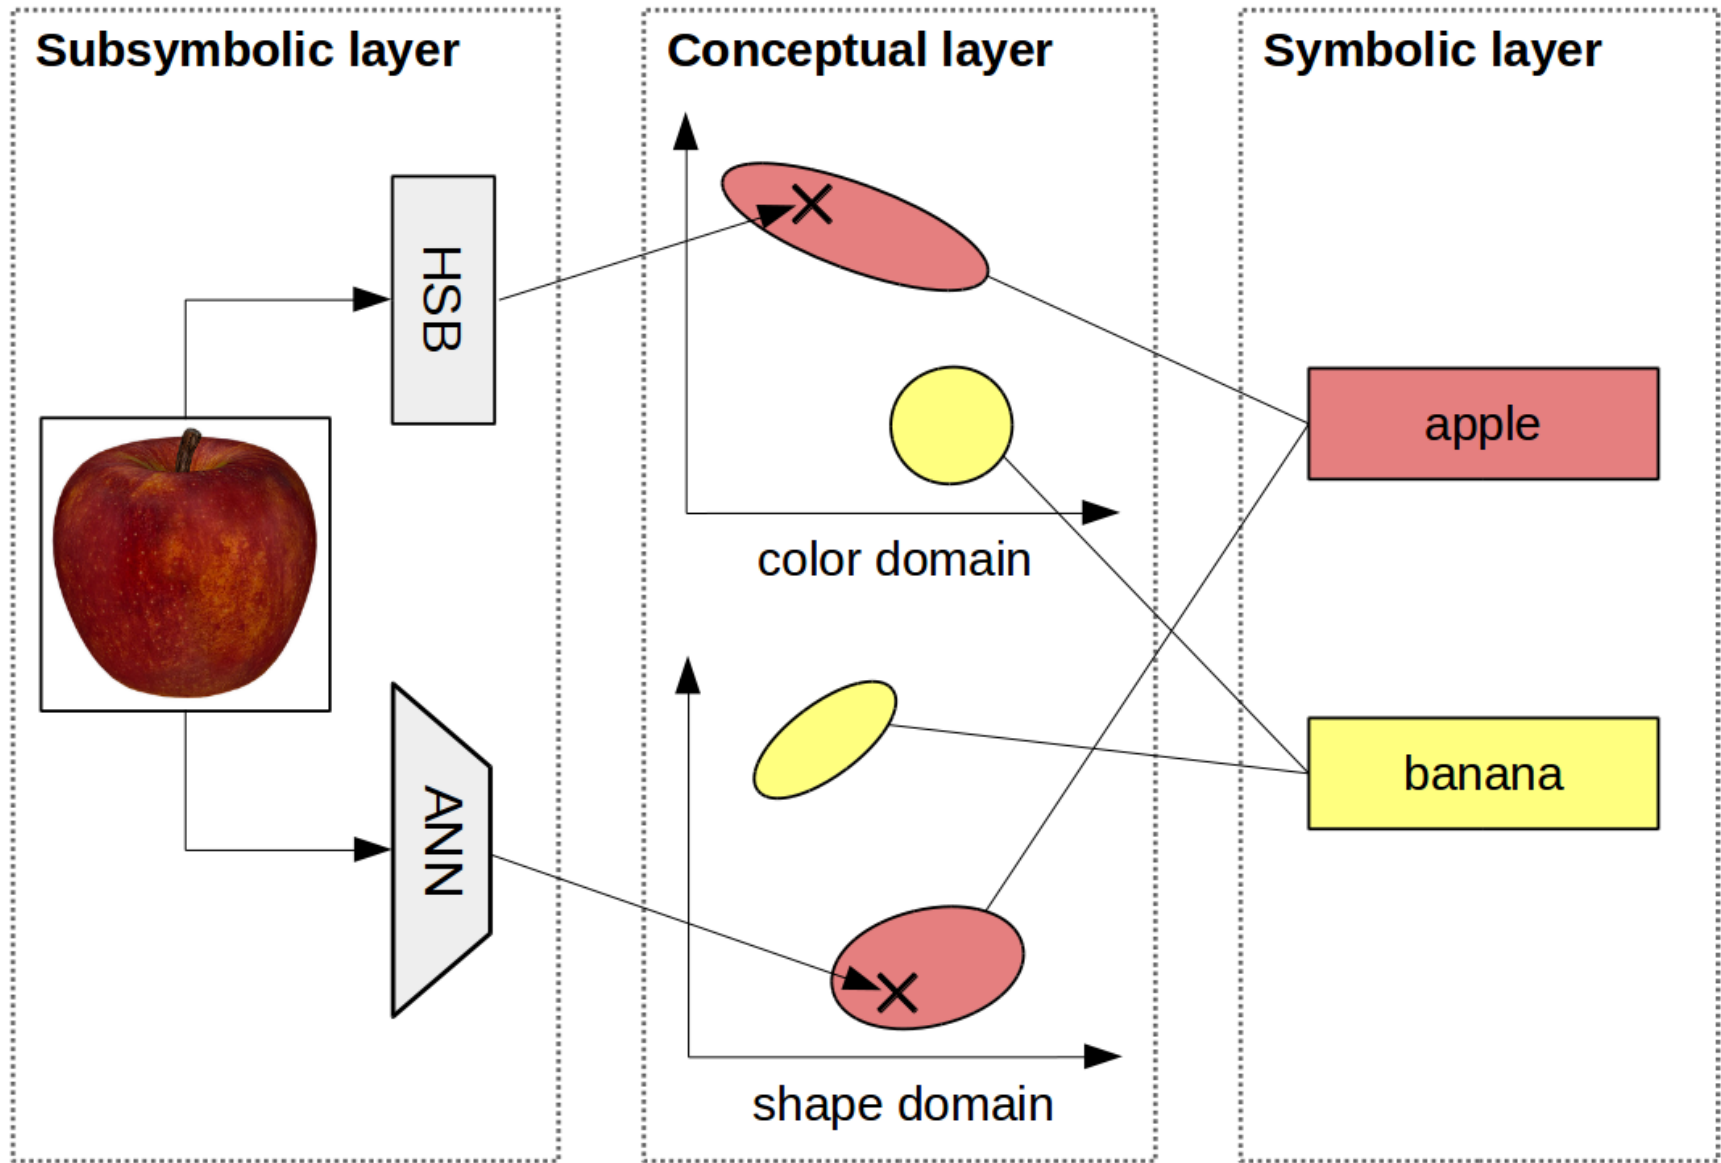 Subsymbolic layer
Conceptual layer
Symbolic layer
HSB
color domain
apple
banana
ANN
shape domain